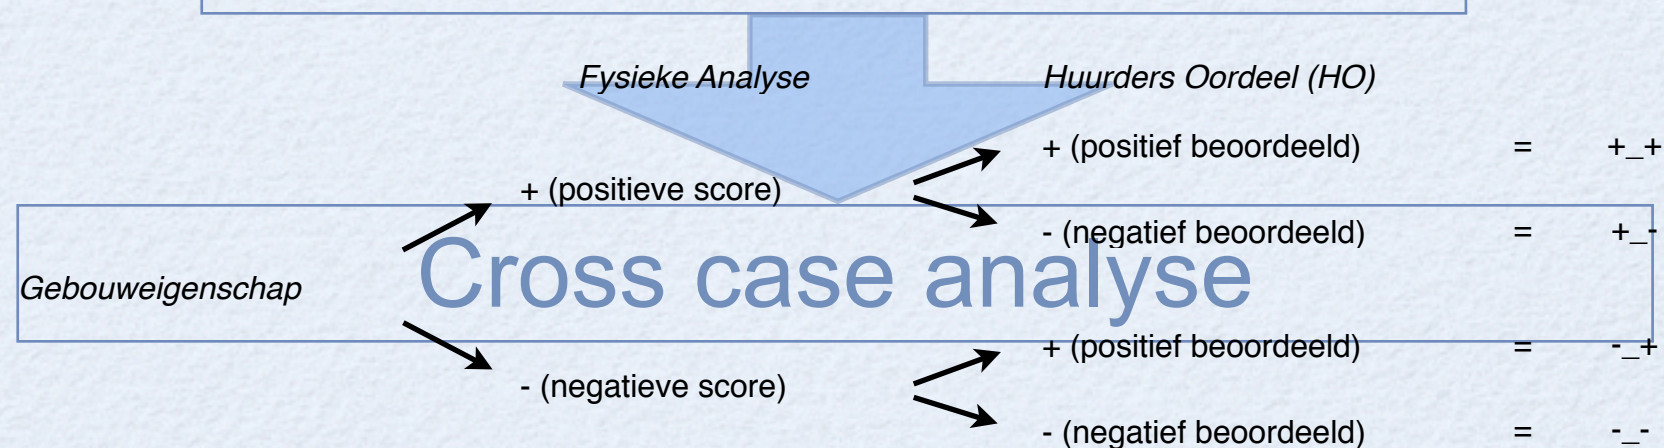 Fysieke Analyse Huurders Oordeel (HO)
+ (positief beoordeeld) = +_+
+ (positieve score)
- (negatief beoordeeld) = +_-
Cross case analyse
Gebouweigenschap
+ (positief beoordeeld) = -_+
- (negatieve score)
- (negatief beoordeeld) = -_-